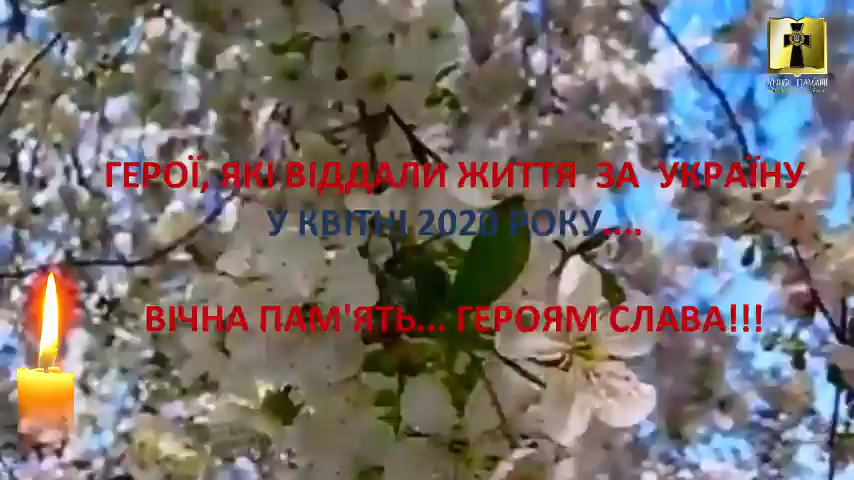 ГЕРОЇ, ЯКІ ВІДДАЛИ ЖИТТЯ ЗА УКРАЇНУ
У КВІТНІ 2020 РОКУ....
ВІЧНА ПАМ'ЯТЬ... ГЕРОЯМ СЛАВА!!!